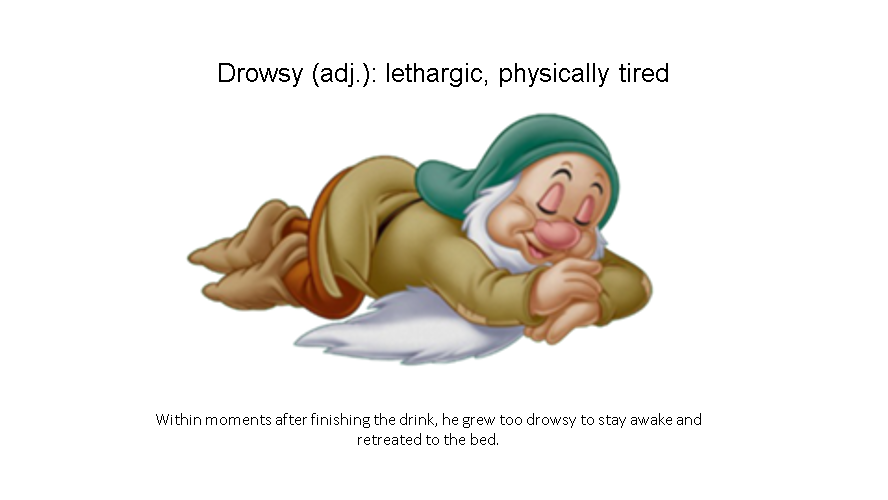 Drowsy (adj.): lethargic, physically tired
Within moments after finishing the drink, he grew too drowsy to stay awake and
retreated to the bed.